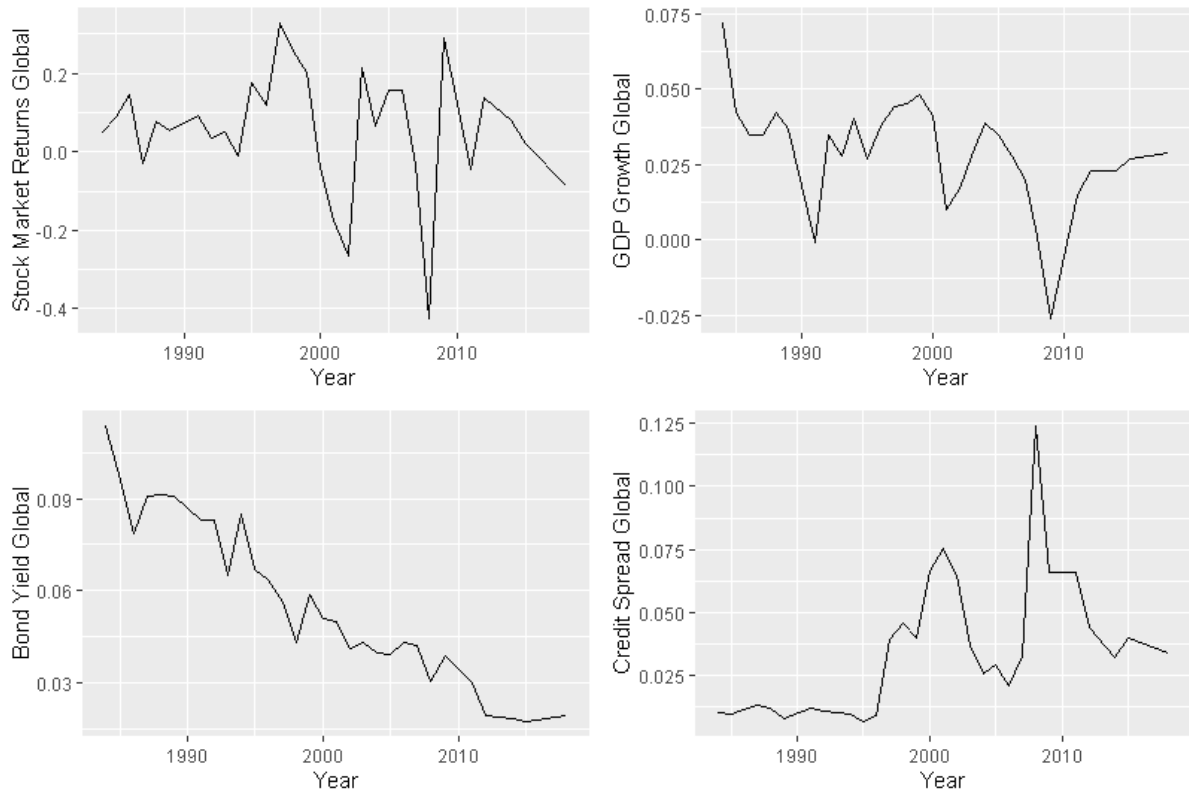 Stock Market Returns Global
0.2
0.0
-0.2
-0.4
1990 2000 2010
Year
GDP Growth Global
0.075
0.050
0.025
0.000
-0.025
1990 2000 2010
Year
Bond Yield Global
0.09
0.06
0.03
1990 2000 2010
Year
Credit Spread Global
0.125
0.100
0.075
0.050
0.025
1990 2000 2010
Year